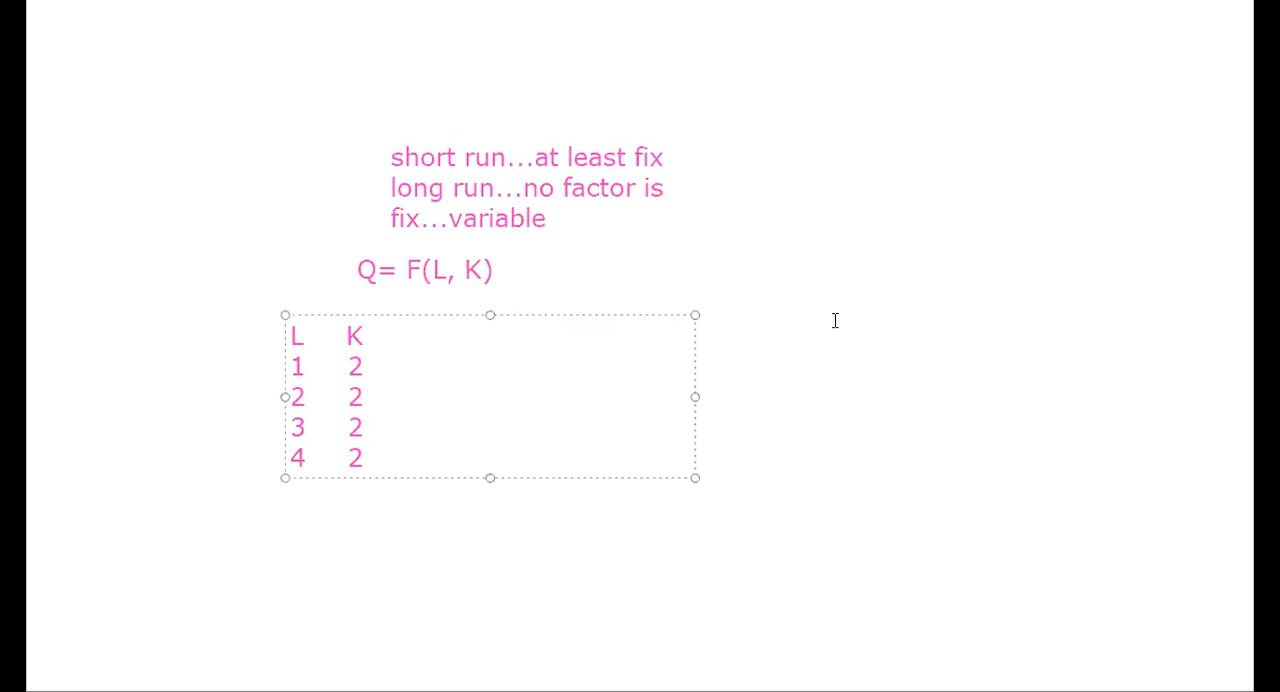 short run...at least fix
long run...no factor is
fix...variable
Q= F(L, K)
L K
1 2
2 2
3 2
4 2